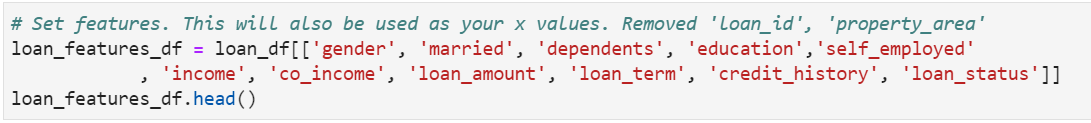 # Set features. This will also be used as your x values. Removed 'loan_id', 'property_area'
loan_features_df = loan_df[['gender', 'married', 'dependents', 'education','self_employed'
            , 'income', 'co_income', 'loan_amount', 'loan_term', 'credit_history', 'loan_status']]
loan_features_df.head()